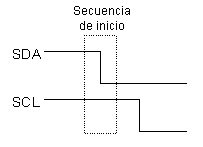 Secuencia
de inicio
SDA
SCL